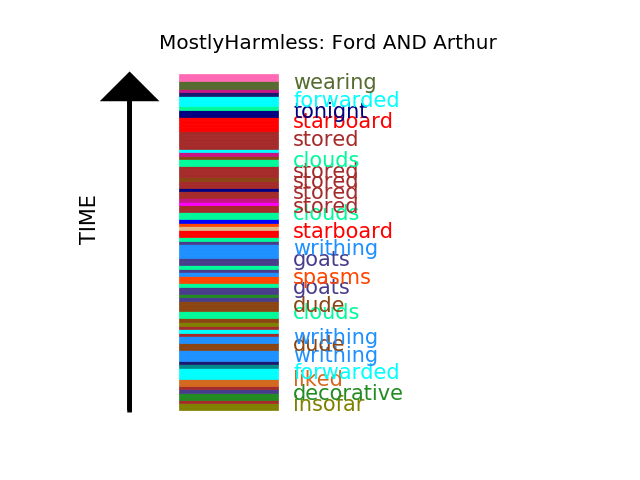 MostlyHarmless: Ford AND Arthur
TIME
wearing
forwarded
tonight
starboard
stored
clouds
stored
stored
stored
stored
clouds
starboard
writhing
goats
spasms
goats
dude
clouds
writhing
dude
writhing
forwarded
liked
decorative
insofar